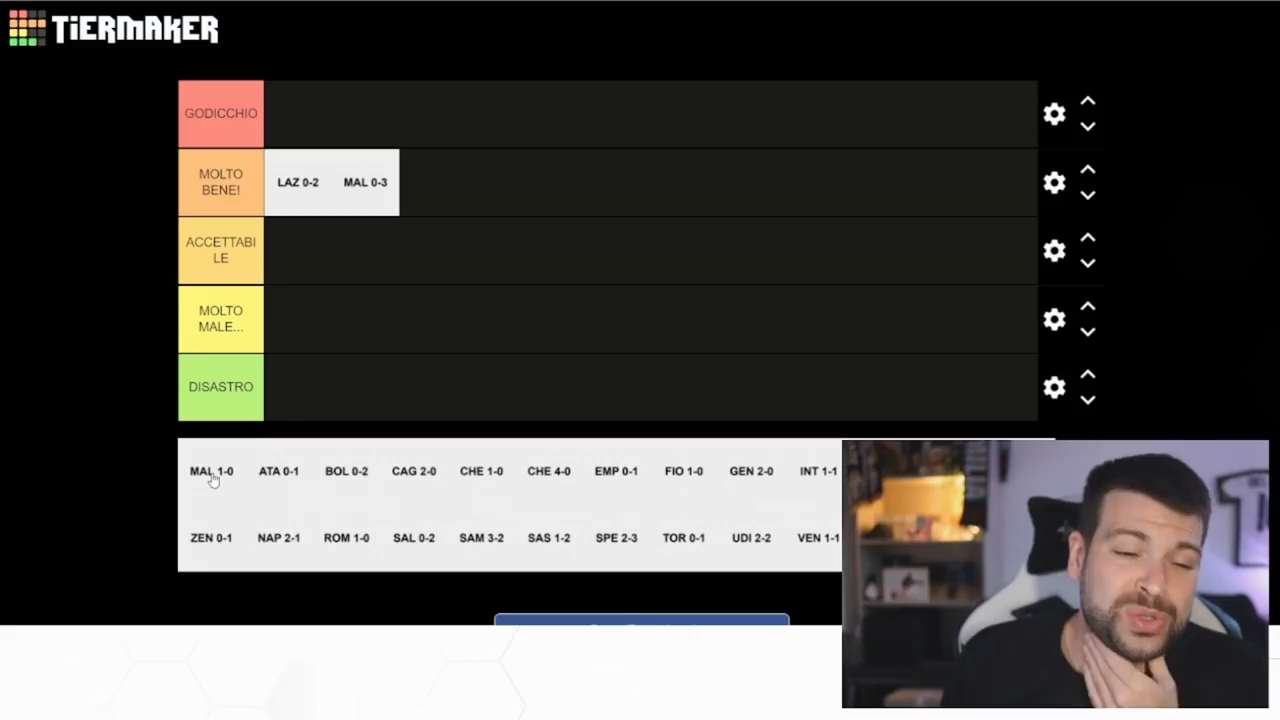 TiERMAKER
GODICCHIO
MOLTO
BENE!
LAZ 0-2 MAL 0-3
ACCETTABI
LE
MOLTO
MALE...
DISASTRO
MAL 1-0 ATA 0-1 BOL 0-2 CAG 2-0 CHE 1-0 CHE 4-0 EMP 0-1 FIO 1-0 GEN 2-0 INT 1-1
ZEN 0-1 NAP 2-1 ROM 1-0 SAL 0-2 SAM 3-2 SAS 1-2 SPE 2-3 TOR 0-1 UDI 2-2 VEN 1-1